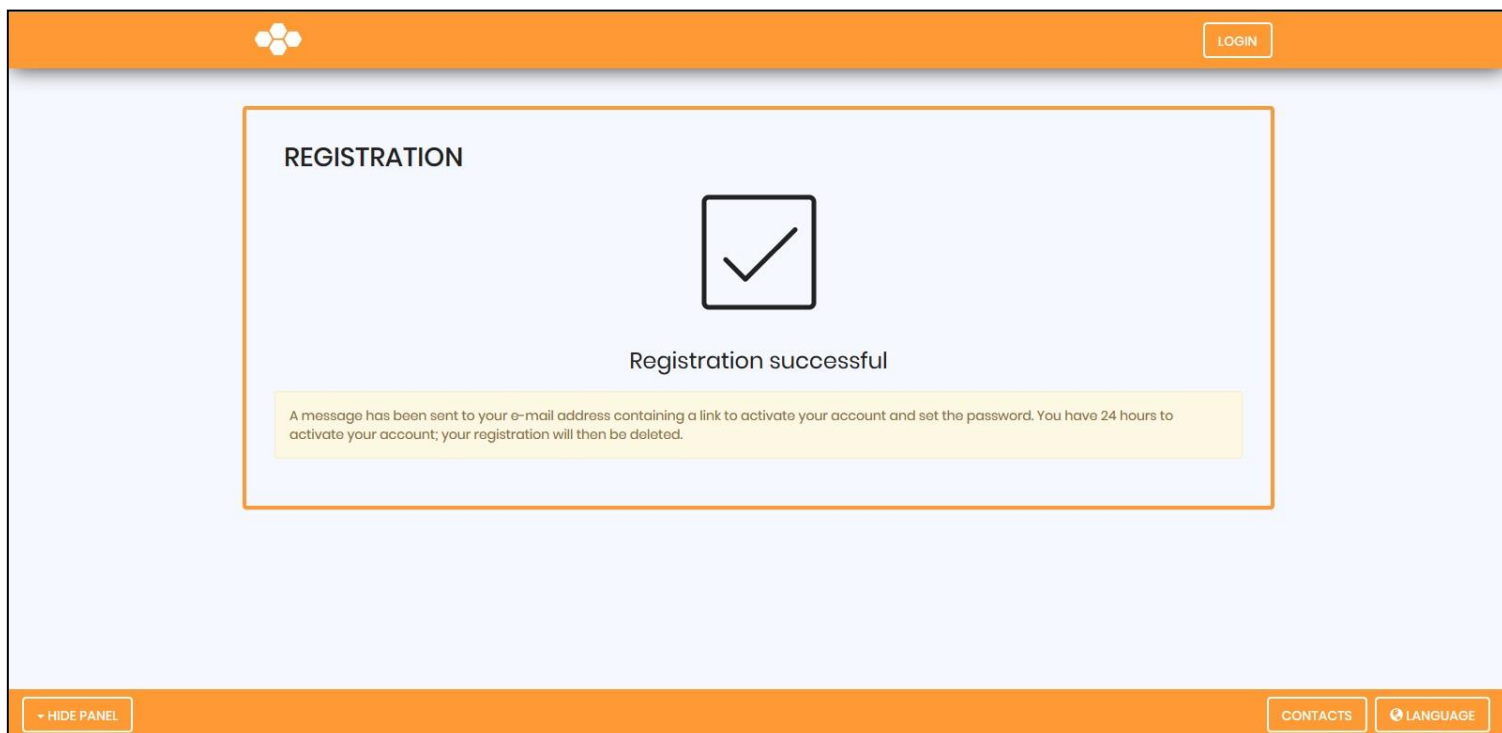 LOGIN
REGISTRATION
Registration successful
A message has been sent to your e-mail address containing a link to activate your account and set the password. You have 24 hours to
activate your account; your registration will then be deleted.
HIDE PANEL
CONTACTS
LANGUAGE